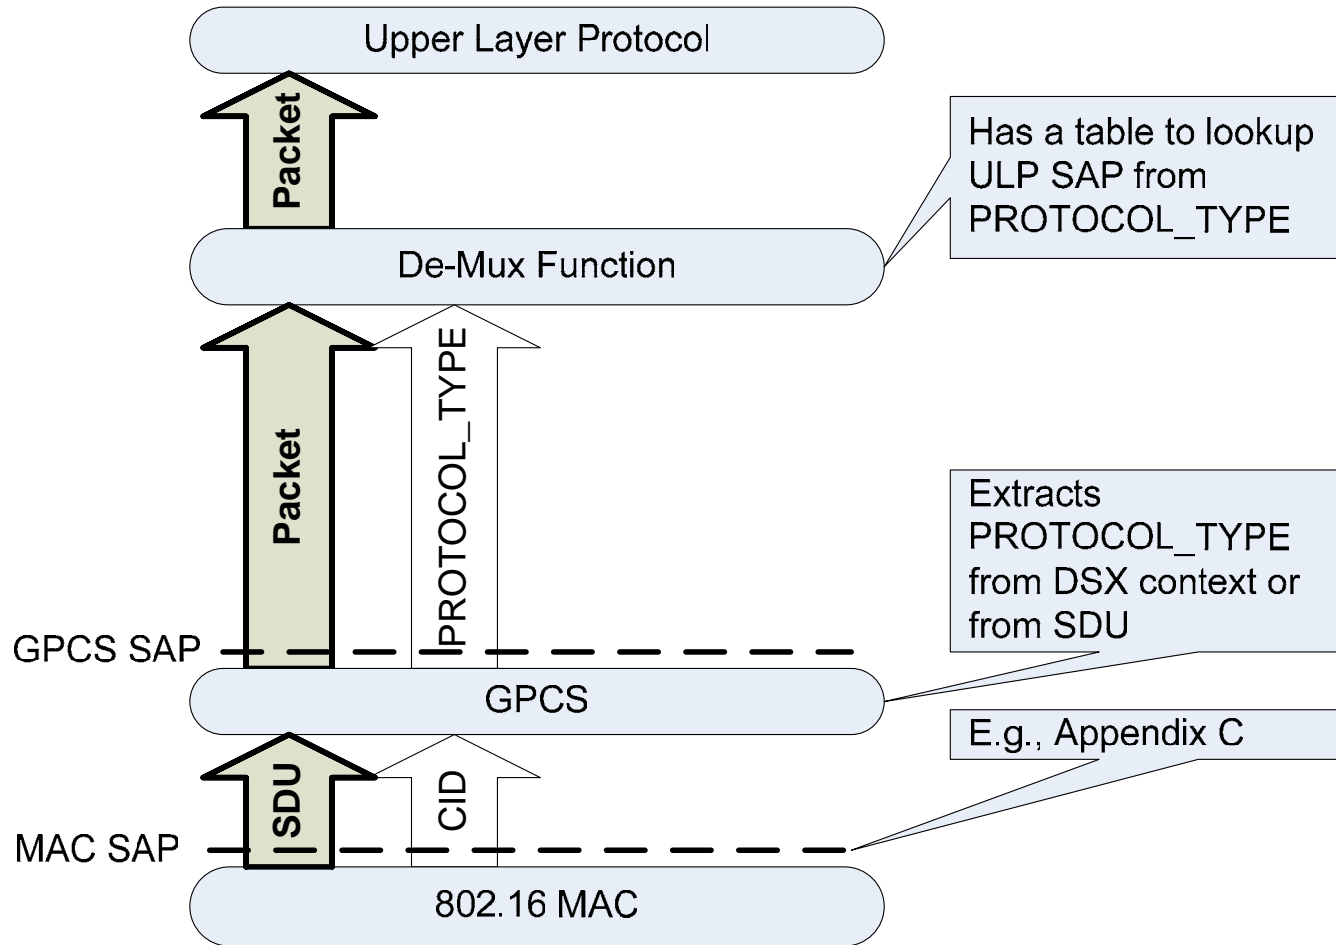 Upper Layer Protocol
Packet
Has a table to lookup
ULP SAP from
PROTOCOL_TYPE
De-Mux Function
Packet
PROTOCOL_TYPE
Extracts
PROTOCOL_TYPE
from DSX context or
from SDU
GPCS SAP
GPCS
E.g., Appendix C
SDU
CID
MAC SAP
802.16 MAC